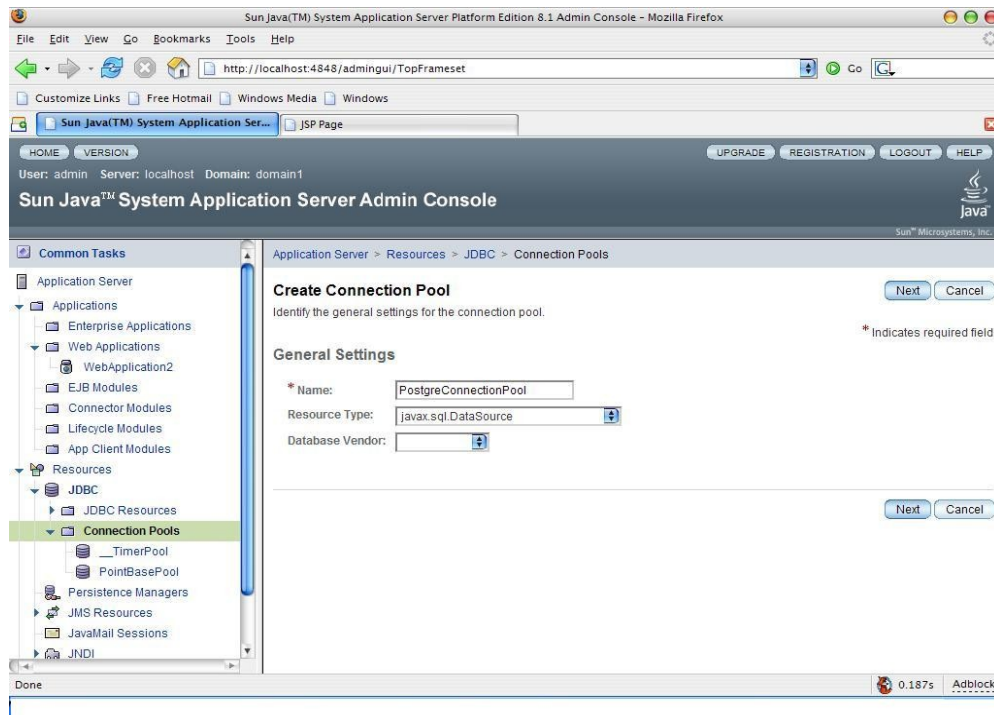 Sun Java(TM) System Application Server Platform Edition 8.1 Admin Console - Mozilla Firefox
File Edit View Go Bookmarks Tools Help
http://localhost:4848/admingui/TopFrameset
Go
G
Customize Links Free Hotmail Windows Media Windows
Sun Java(TM) System Application Ser... JSP Page
HOME VERSION UPGRADE REGISTRATION LOGOUT HELP
User: admin Server: localhost Domain: domain1
Sun Java™ System Application Server Admin Console
Java™
Sun™ Microsystems, Inc.
Common Tasks
Application Server
Applications
Enterprise Applications
Web Applications
WebApplication2
EJB Modules
Connector Modules
Lifecycle Modules
App Client Modules
Resources
JDBC
JDBC Resources
Connection Pools
__TimerPool
PointBasePool
Persistence Managers
JMS Resources
JavaMail Sessions
JNDI
Application Server > Resources > JDBC > Connection Pools
Create Connection Pool
Next Cancel
Identify the general settings for the connection pool.
* Indicates required field
General Settings
* Name: PostgreConnectionPool
Resource Type: javax.sql.DataSource
Database Vendor:
Next Cancel
Done 0.187s Adblock